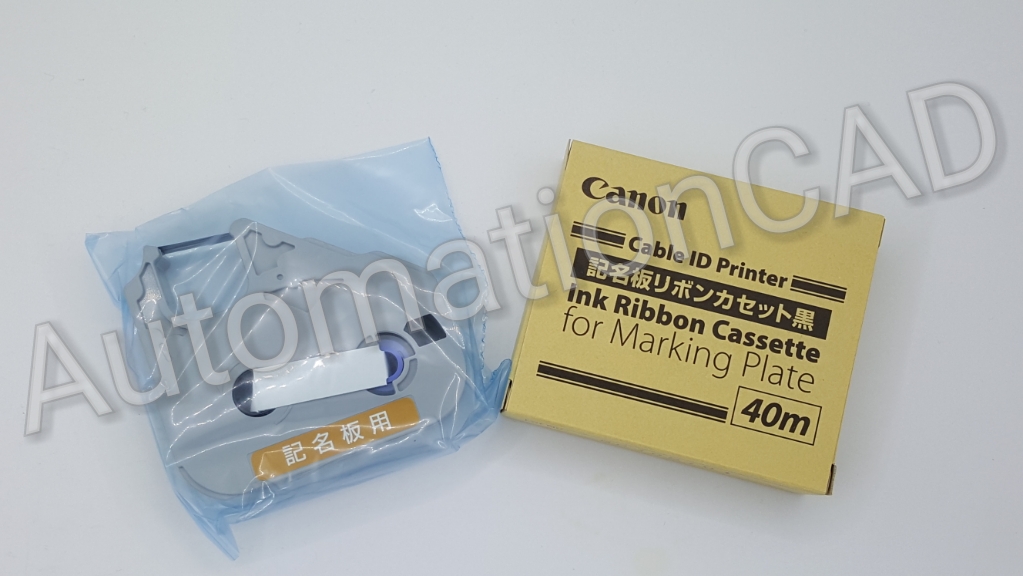 AutomationCAD
記名板用
Canon
Cable ID Printer
記名板リボンカセット黒
Ink Ribbon Cassette
for Marking Plate
40m